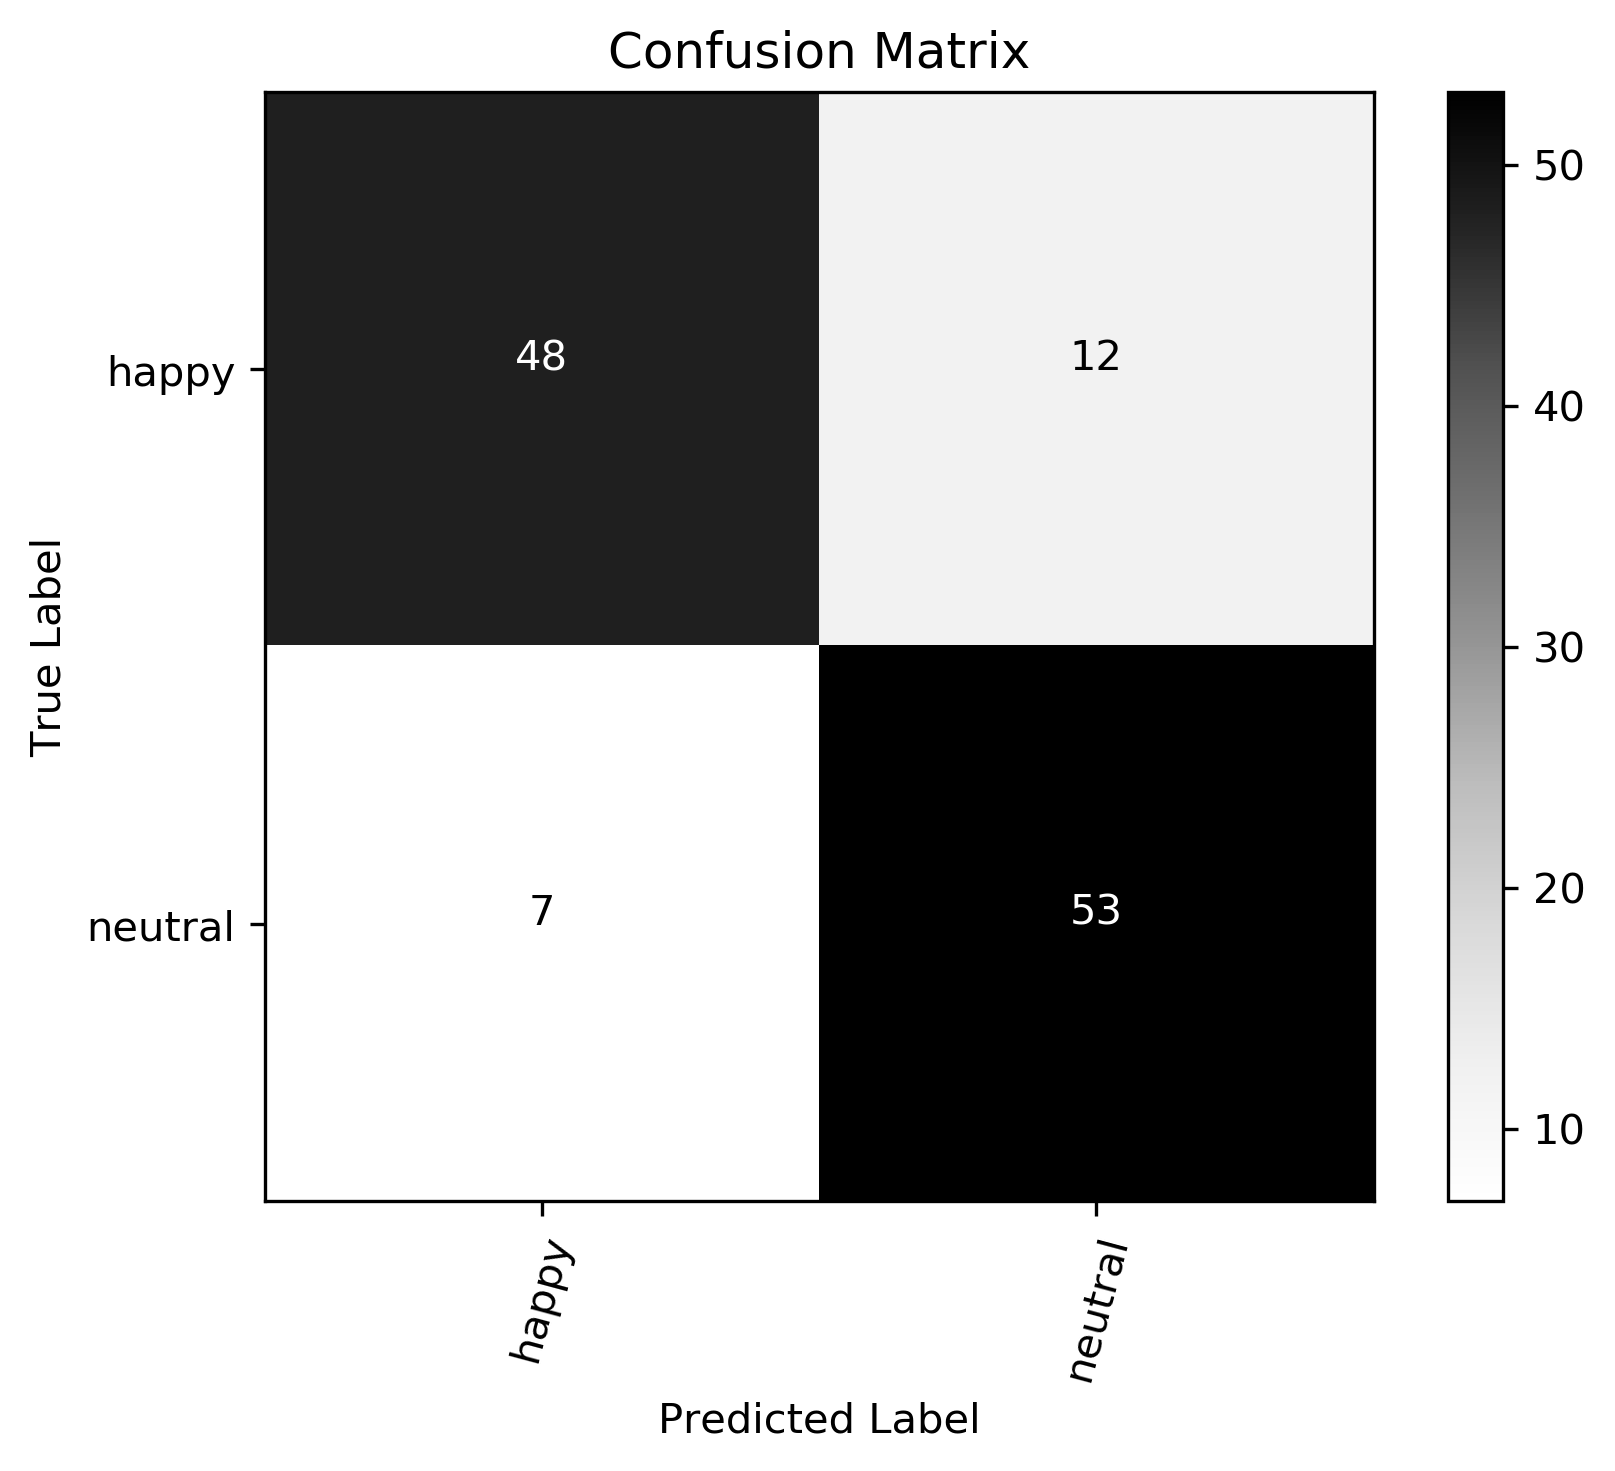 Confusion Matrix
True Label
happy
neutral
48
12
7
53
happy
neutral
Predicted Label
50
40
30
20
10